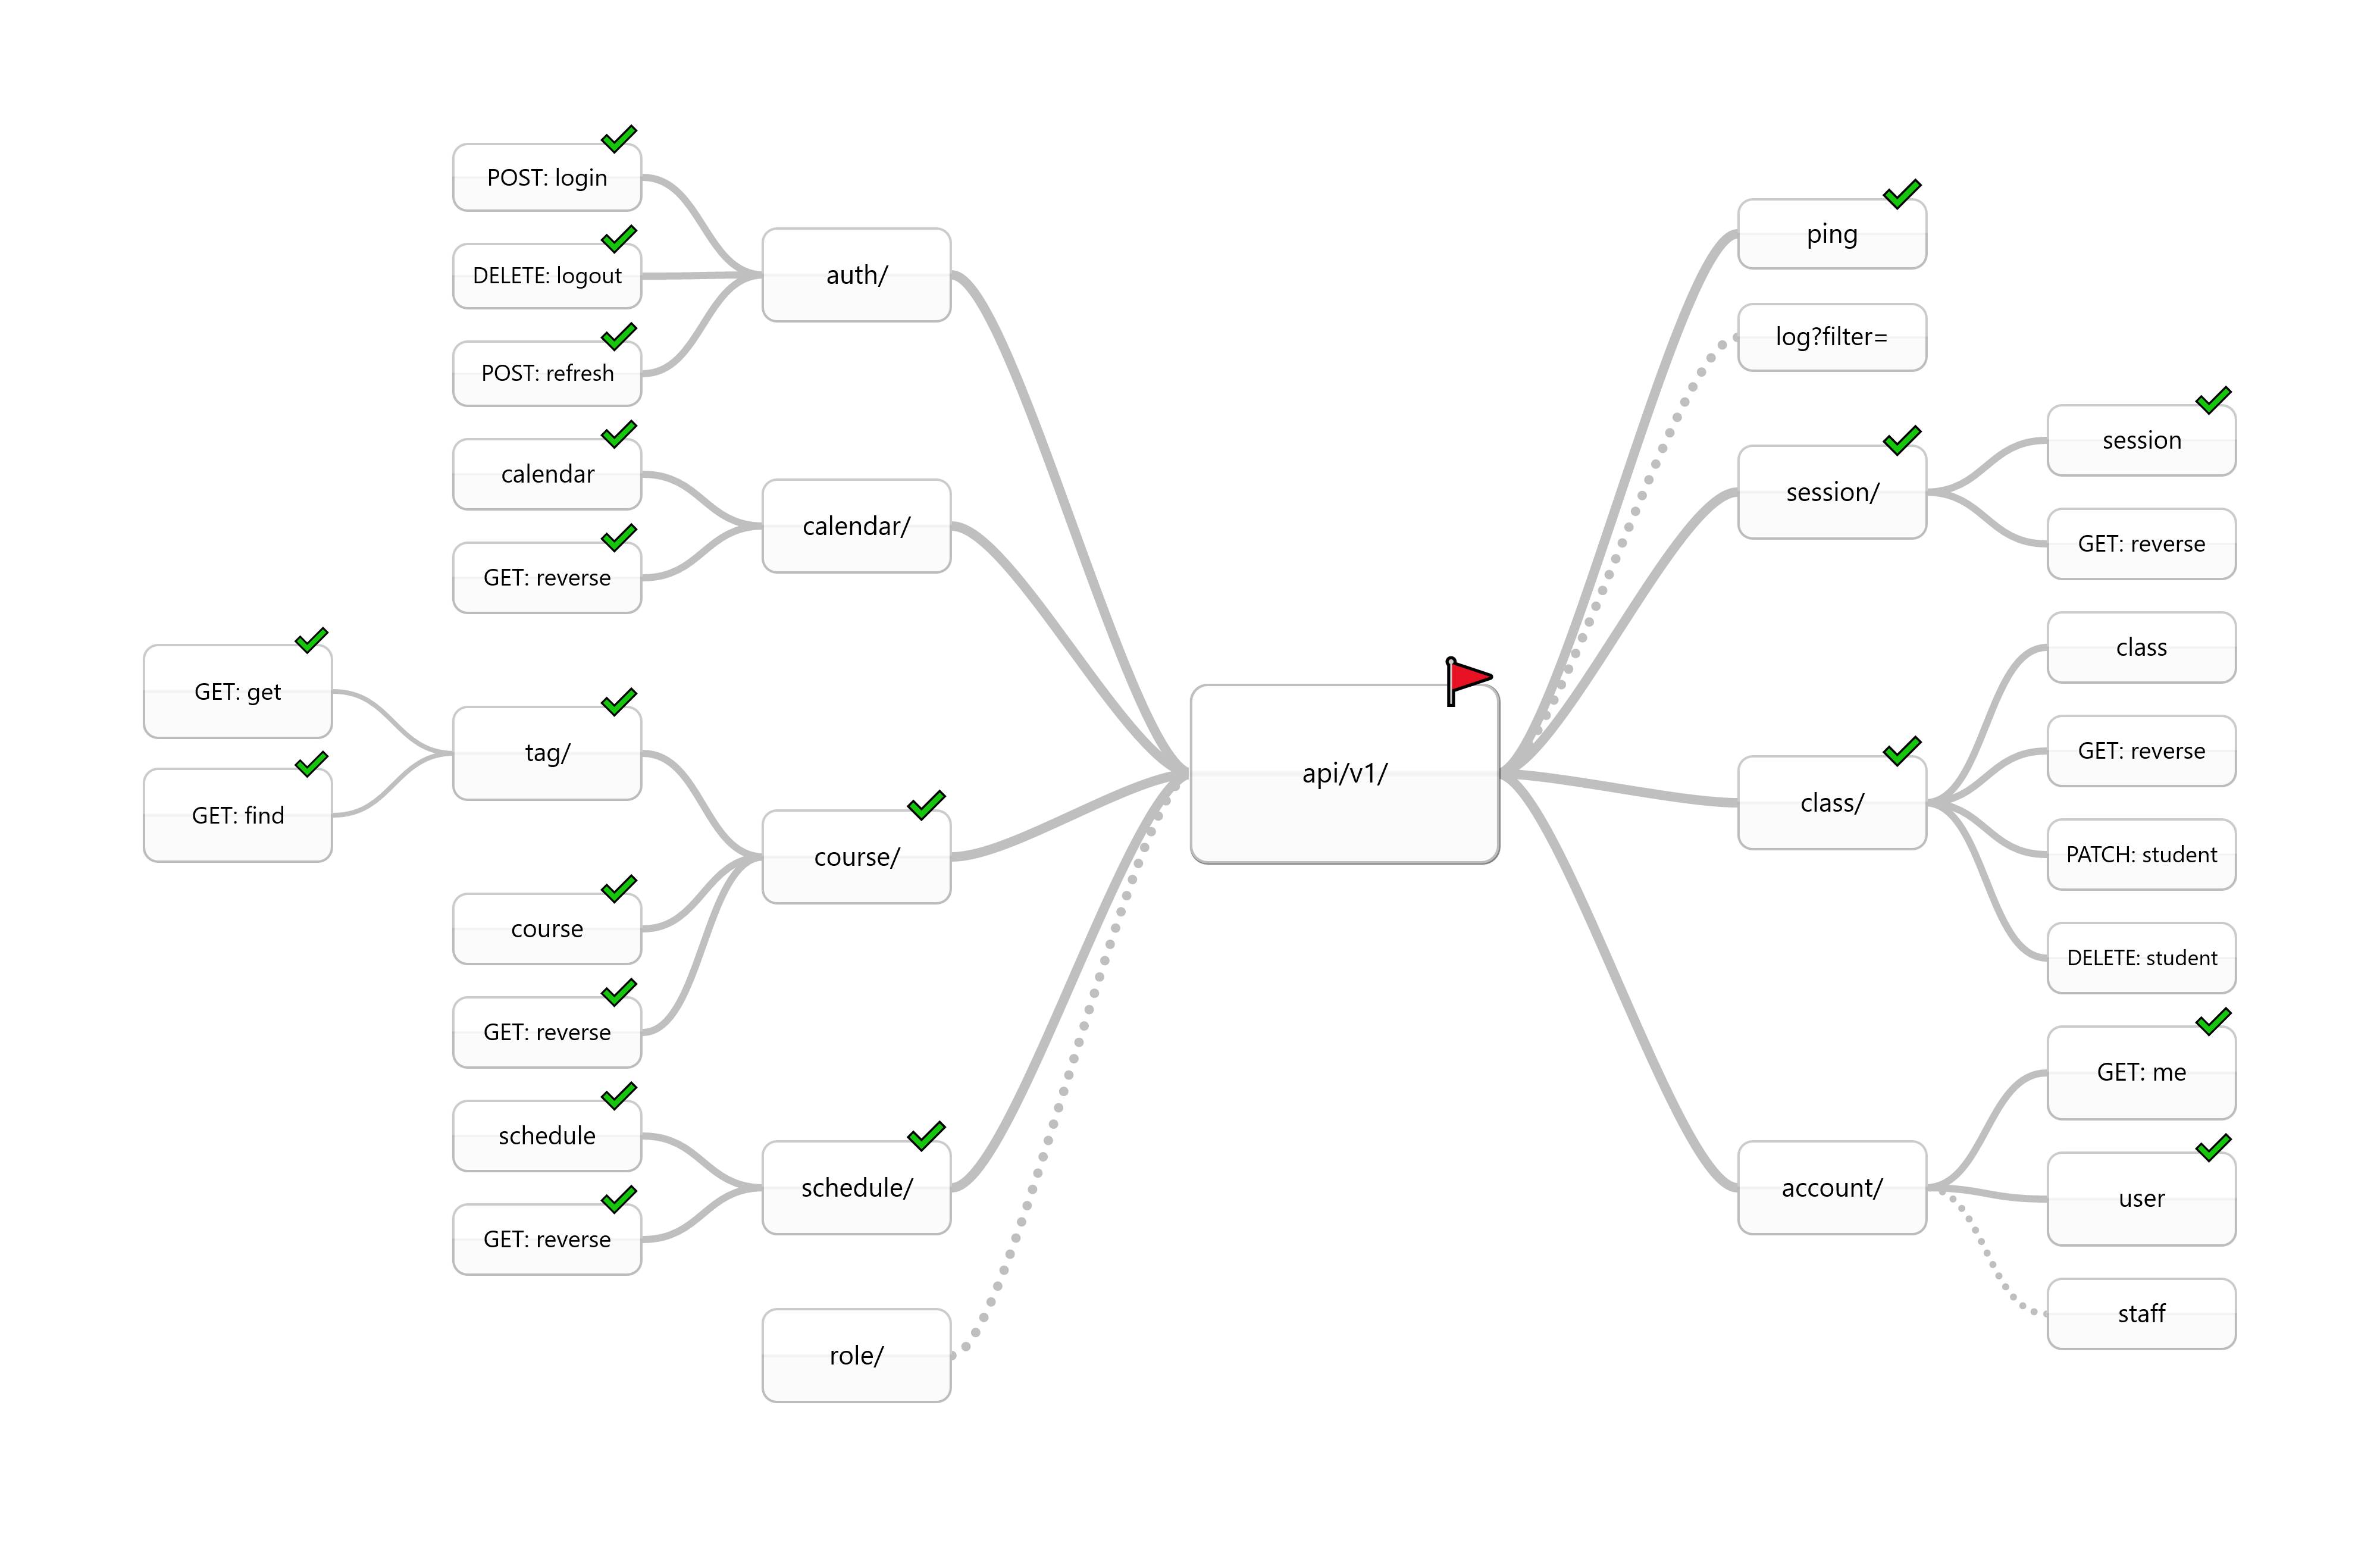 POST: login
DELETE: logout
POST: refresh
auth/
calendar
GET: reverse
calendar/
GET: get
GET: find
tag/
course
GET: reverse
course/
schedule
GET: reverse
schedule/
role/
api/v1/
ping
log?filter=
session/
session
GET: reverse
class/
class
GET: reverse
PATCH: student
DELETE: student
account/
GET: me
user
staff